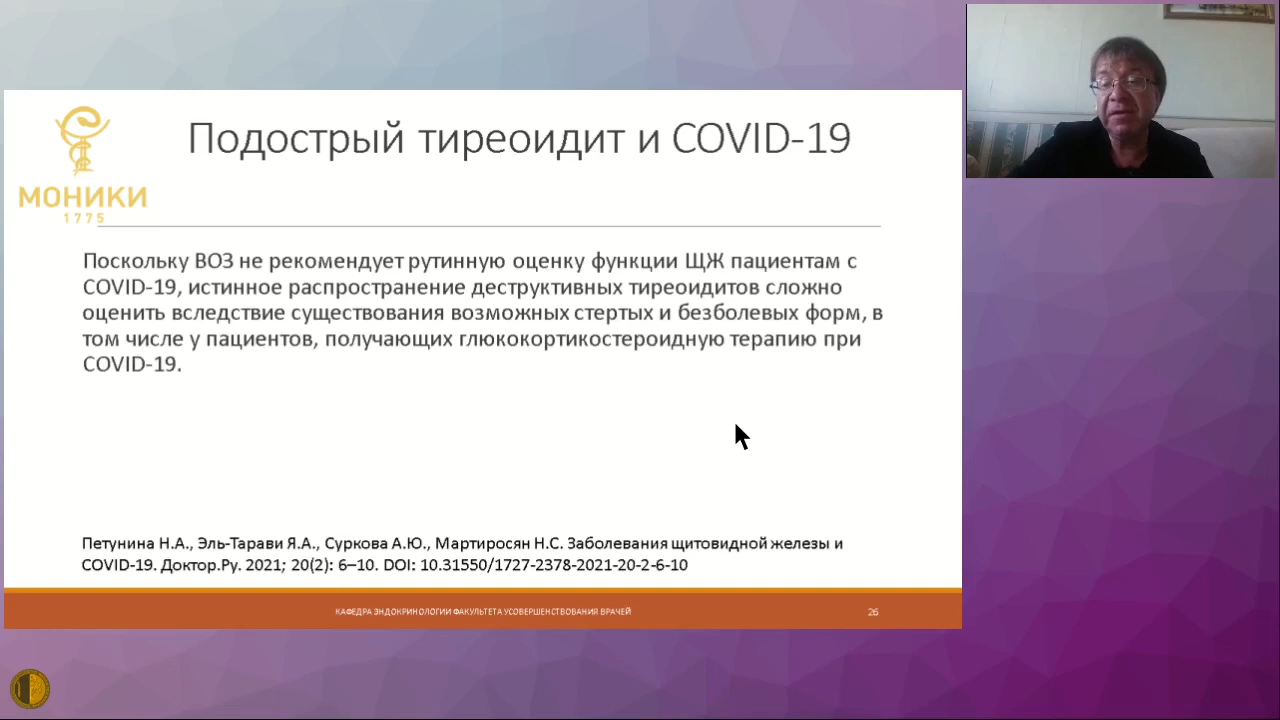 Подострый тиреоидит и COVID-19
МОНИКИ
1775
Поскольку ВОЗ не рекомендует рутинную оценку функции ЩЖ пациентам с
COVID-19, истинное распространение деструктивных тиреоидитов сложно
оценить вследствие существования возможных стертых и безболевых форм, в
том числе у пациентов, получающих глюкокортикостероидную терапию при
COVID-19.
Петунина Н.А., Эль-Тарави Я.А., Суркова А.Ю., Мартиросян Н.С. Заболевания щитовидной железы и
COVID-19. Доктор.Ру. 2021; 20(2): 6–10. DOI: 10.31550/1727-2378-2021-20-2-6-10
КАФЕДРА ЭНДОКРИНОЛОГИИ ФАКУЛЬТЕТА УСОВЕРШЕНСТВОВАНИЯ ВРАЧЕЙ
26